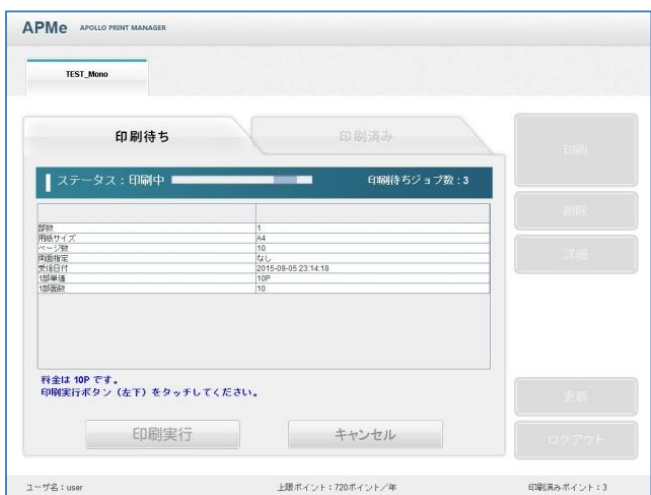 APMe APOLLO PRINT MANAGER
TEST_Mono
印刷待ち 印刷済み
印刷
ステータス：印刷中 印刷待ちジョブ数：3
削除
部数 1
用紙サイズ A4
ページ数 10
両面指定 なし
詳細
受信日付 2015-09-05 23:14:18
1部単価 10P
1部面数 10
料金は 10P です。
印刷実行ボタン（左下）をタッチしてください。
更新
印刷実行 キャンセル
ログアウト
ユーザ名：user 上限ポイント：720ポイント／年 印刷済みポイント：3